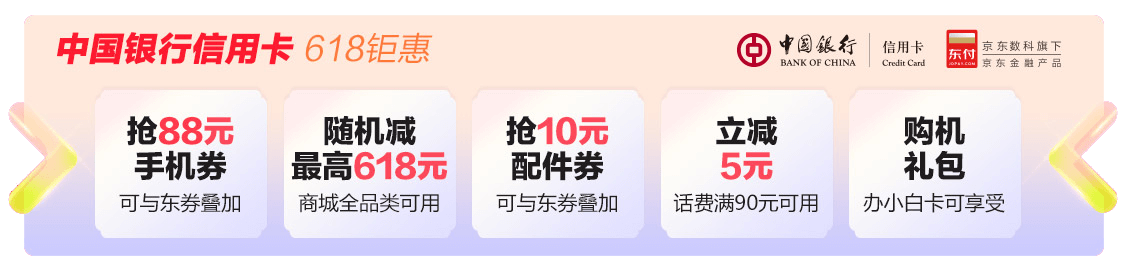 中国银行信用卡 618钜惠
中国银行
BANK OF CHINA
信用卡
Credit Card
东付
JDPAY.COM
京东数科旗下
京东金融产品
抢88元
手机券
可与东券叠加
随机减
最高618元
商城全品类可用
抢10元
配件券
可与东券叠加
立减
5元
话费满90元可用
购机
礼包
办小白卡可享受